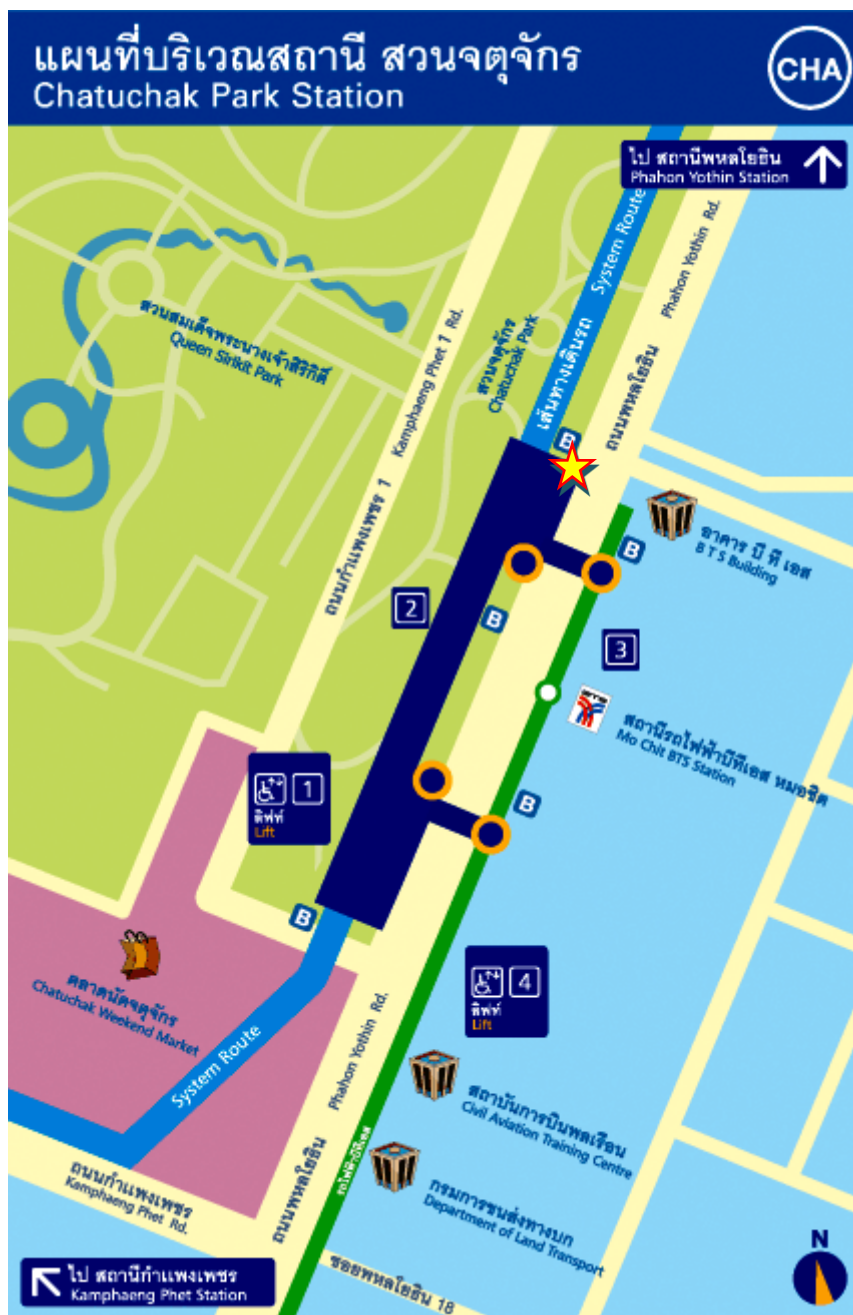 แผนที่บริเวณสถานี สวนจตุจักร
Chatuchak Park Station
CHA
ไป สถานีพหลโยธิน
Phahon Yothin Station
เส้นทางเดินรถ System Route
ถนนพหลโยธิน Phahon Yothin Rd.
สวนสมเด็จพระนางเจ้าสิริกิติ์
Queen Sirikit Park
ถนนกำแพงเพชร 1 Kamphaeng Phet 1 Rd.
สวนจตุจักร
Chatuchak Park
B
อาคาร บี ที เอส
B T S Building
B
2
B
3
BTS
สถานีรถไฟฟ้าบีทีเอส หมอชิต
Mo Chit BTS Station
1
ลิฟท์
Lift
B
B
ตลาดนัดจตุจักร
Chatuchak Weekend Market
4
ลิฟท์
Lift
System Route
ถนนพหลโยธิน Phahon Yothin Rd.
รถไฟฟ้าบีทีเอส
สถาบันการบินพลเรือน
Civil Aviation Training Centre
กรมการขนส่งทางบก
Department of Land Transport
ถนนกำแพงเพชร
Kamphaeng Phet Rd.
ซอยพหลโยธิน 18
N
ไป สถานีกำแพงเพชร
Kamphaeng Phet Station